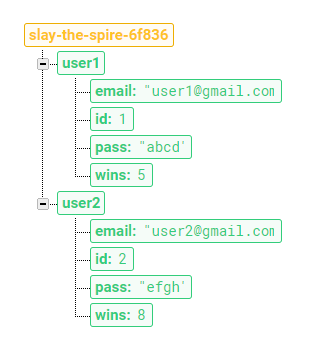 slay-the-spire-6f836
user1
email: "user1@gmail.com
id: 1
pass: "abcd"
wins: 5
user2
email: "user2@gmail.com
id: 2
pass: "efgh"
wins: 8